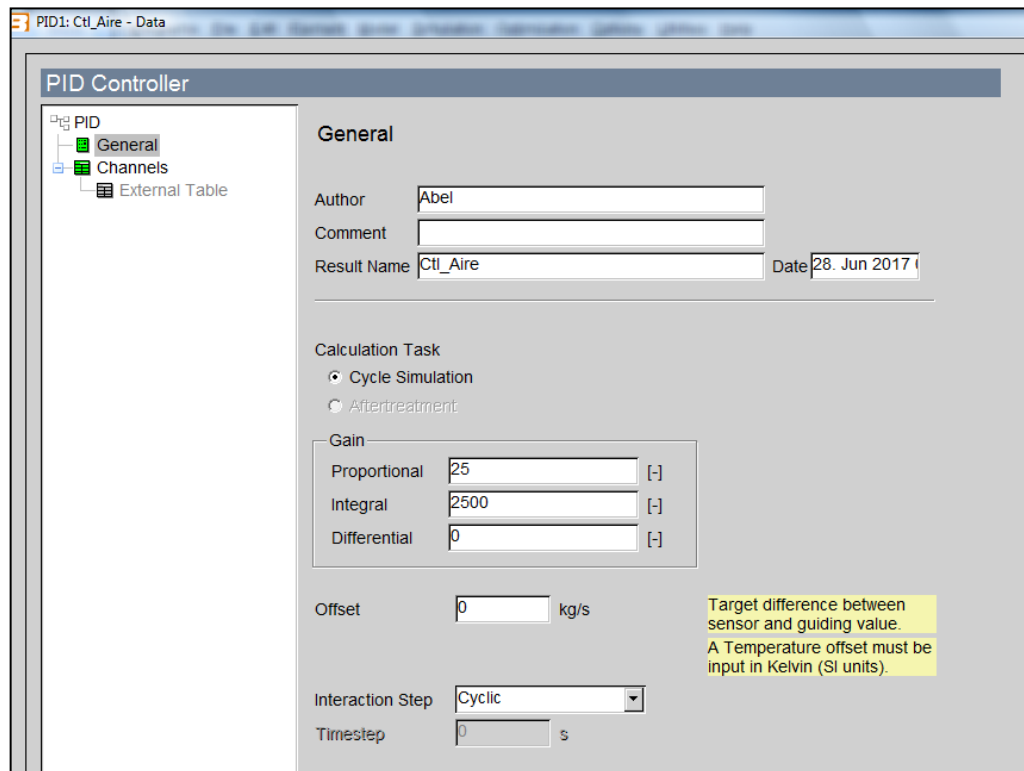 PID1: Ctl_Aire - Data
PID Controller
PID
General
Channels
External Table
General
Author Abel
Comment
Result Name Ctl_Aire Date 28. Jun 2017
Calculation Task
Cycle Simulation
Aftertreatment
Gain
Proportional 25 [-]
Integral 2500 [-]
Differential 0 [-]
Offset 0 kg/s
Target difference between
sensor and guiding value.
A Temperature offset must be
input in Kelvin (SI units).
Interaction Step Cyclic
Timestep 0 s